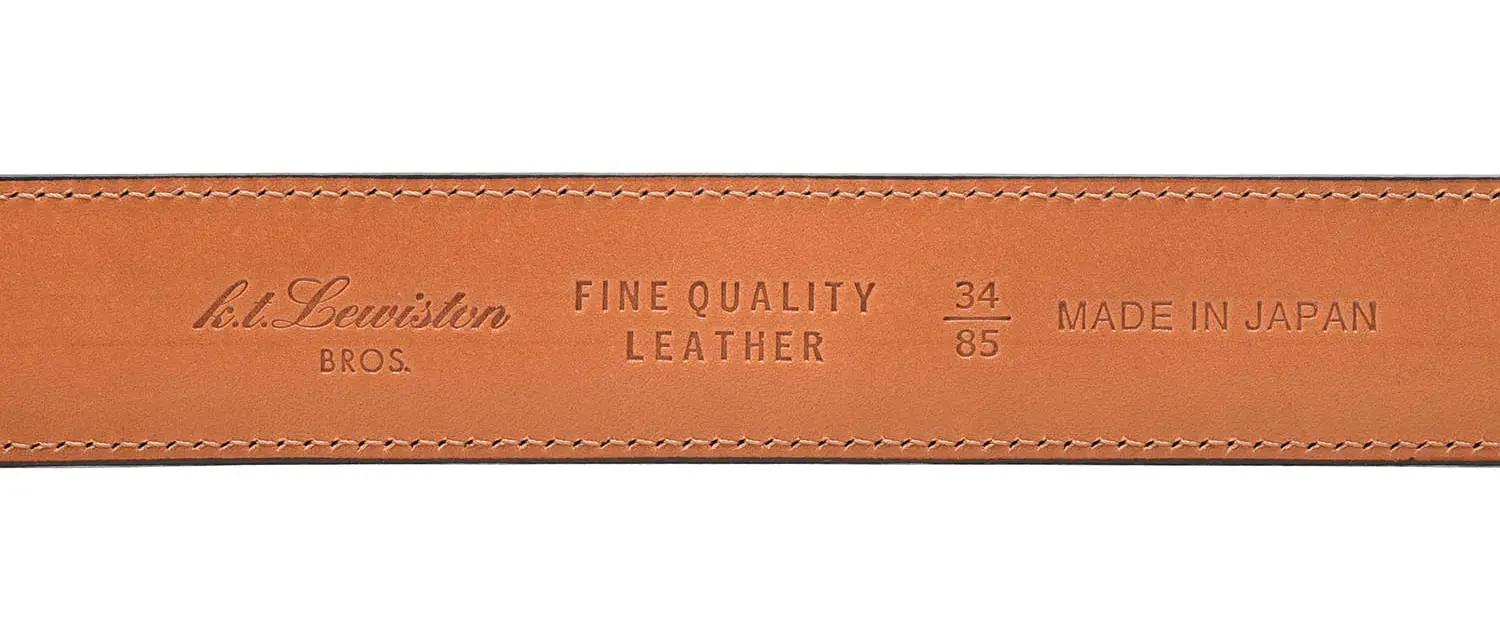 k.t. Lewiston
BROS.
FINE QUALITY
LEATHER
34
85
MADE IN JAPAN